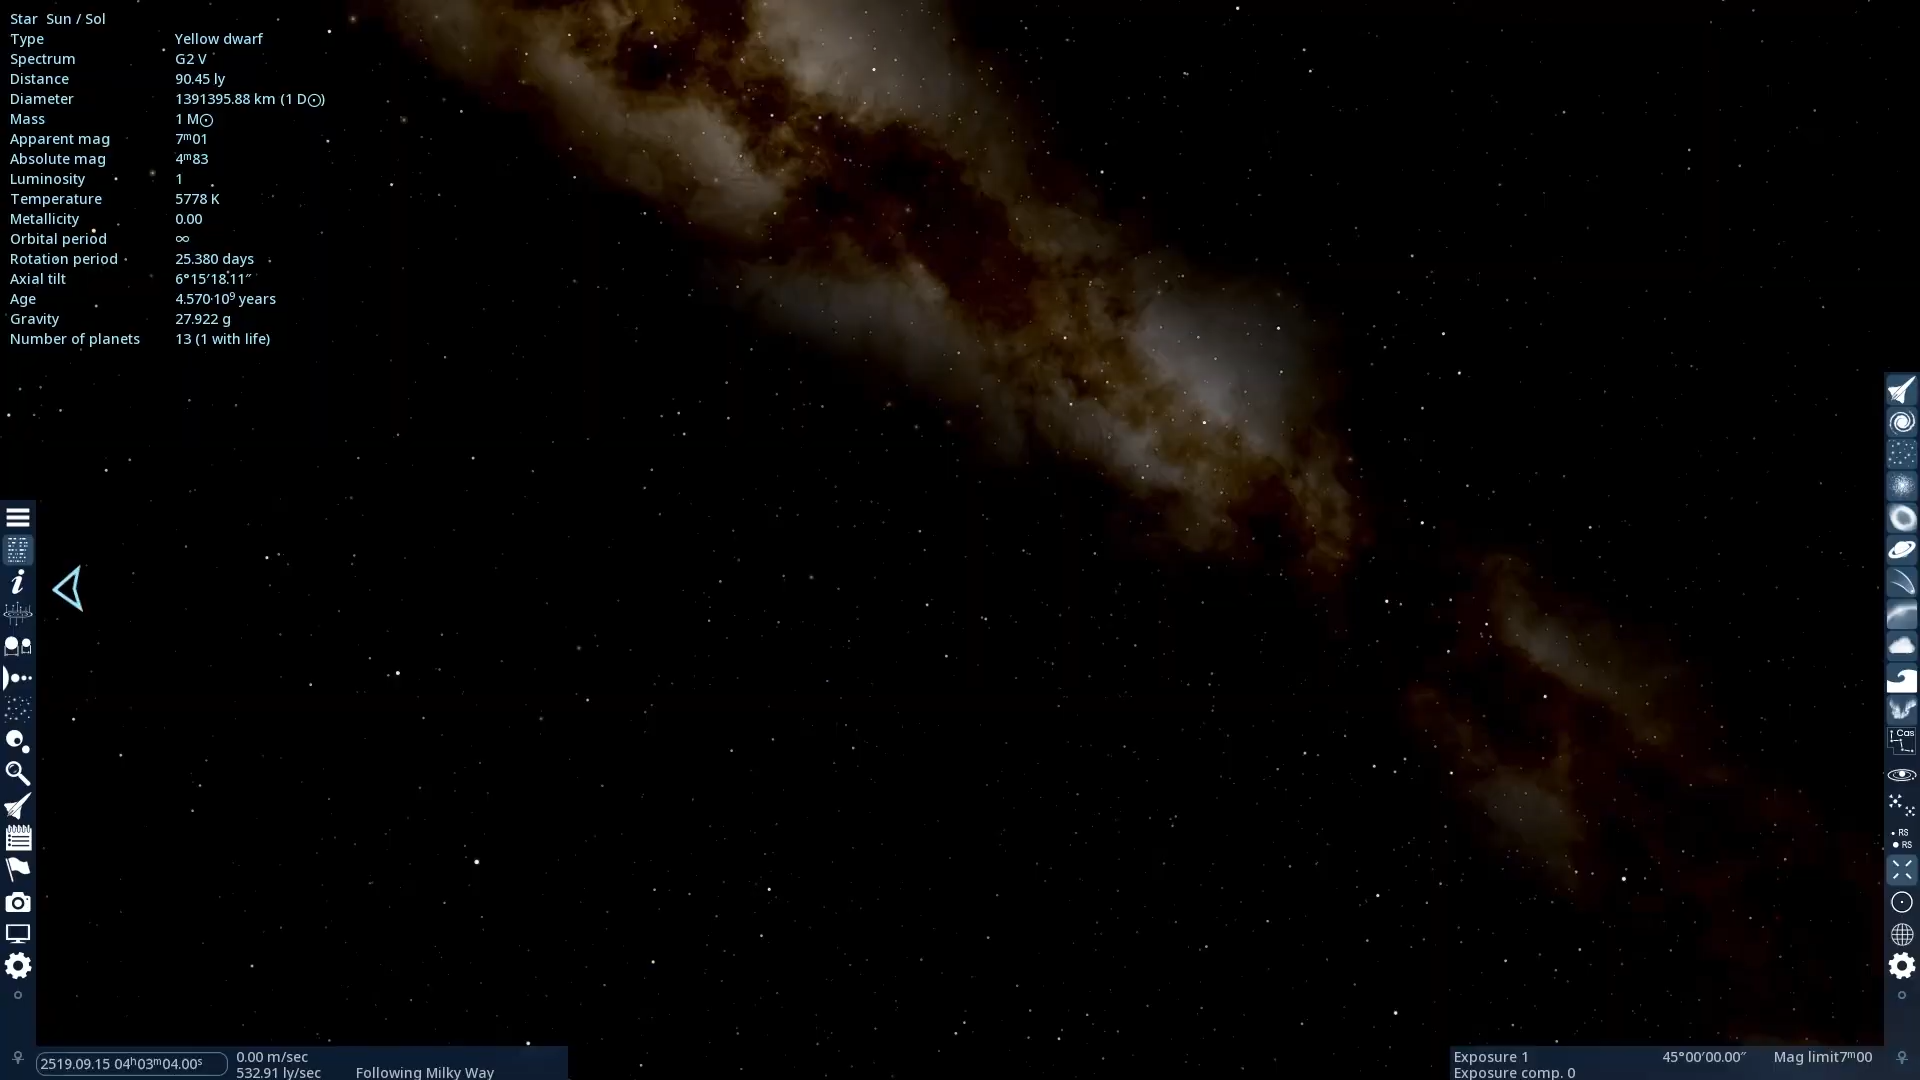 Star Sun / Sol
Type Yellow dwarf
Spectrum G2 V
Distance 90.45 ly
Diameter 1391395.88 km (1 D☉)
Mass 1 M☉
Apparent mag 7ᵐ01
Absolute mag 4ᵐ83
Luminosity 1
Temperature 5778 K
Metallicity 0.00
Orbital period ∞
Rotation period 25.380 days
Axial tilt 6°15′18.11″
Age 4.570·10⁹ years
Gravity 27.922 g
Number of planets 13 (1 with life)
Cas
RS
RS
2519.09.15 04ʰ03ᵐ04.00ˢ
0.00 m/sec
532.91 ly/sec Following Milky Way
Exposure 1 45°00′00.00″ Mag limit7ᵐ00
Exposure comp. 0